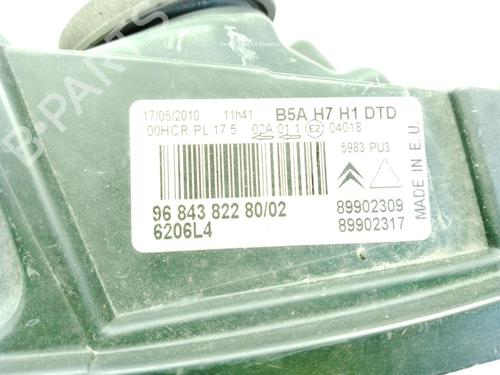 17/05/2010 11h41 B5A H7 H1 DTD
00HCR PL 17.5 02A 01 1 E2 04018
5983 PU3
96 843 822 80/02 89902309
6206L4 89902317
MADE IN E.U.